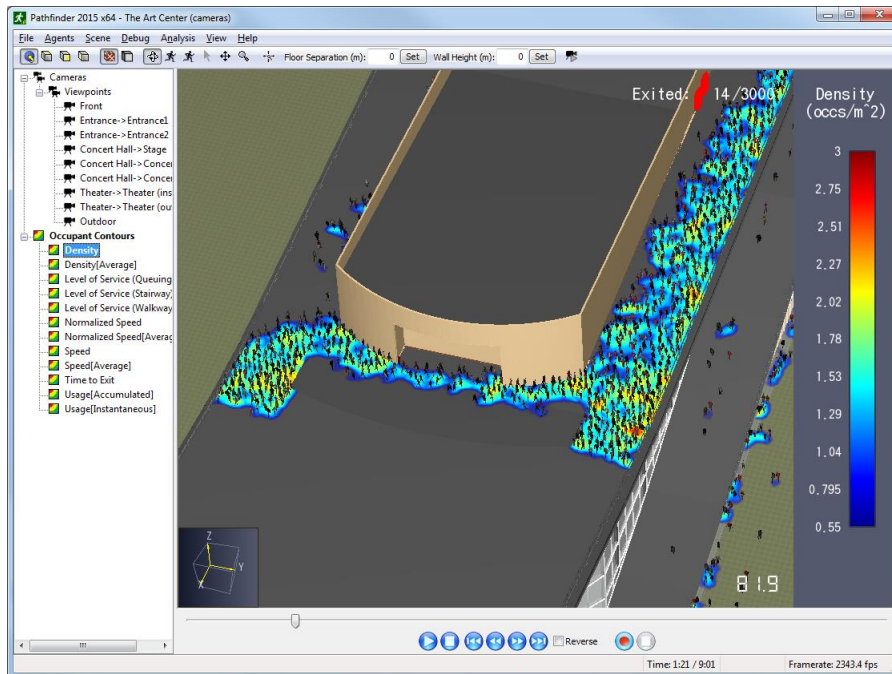 Pathfinder 2015 x64 - The Art Center (cameras)
File Agents Scene Debug Analysis View Help
Floor Separation (m): 0 Set Wall Height (m): 0 Set
Cameras
Viewpoints
Front
Entrance->Entrance1
Entrance->Entrance2
Concert Hall->Stage
Concert Hall->Concer
Concert Hall->Concer
Theater->Theater (ins
Theater->Theater (ou
Outdoor
Occupant Contours
Density
Density[Average]
Level of Service (Queuing
Level of Service (Stairway)
Level of Service (Walkway
Normalized Speed
Normalized Speed[Averag
Speed
Speed[Average]
Time to Exit
Usage[Accumulated]
Usage[Instantaneous]
Exited: 14/3000
Density
(occs/m^2)
3
2.75
2.51
2.27
2.02
1.78
1.53
1.29
1.04
0.795
0.55
Z
Y
X
81.9
Reverse
Time: 1:21 / 9:01
Framerate: 2343.4 fps